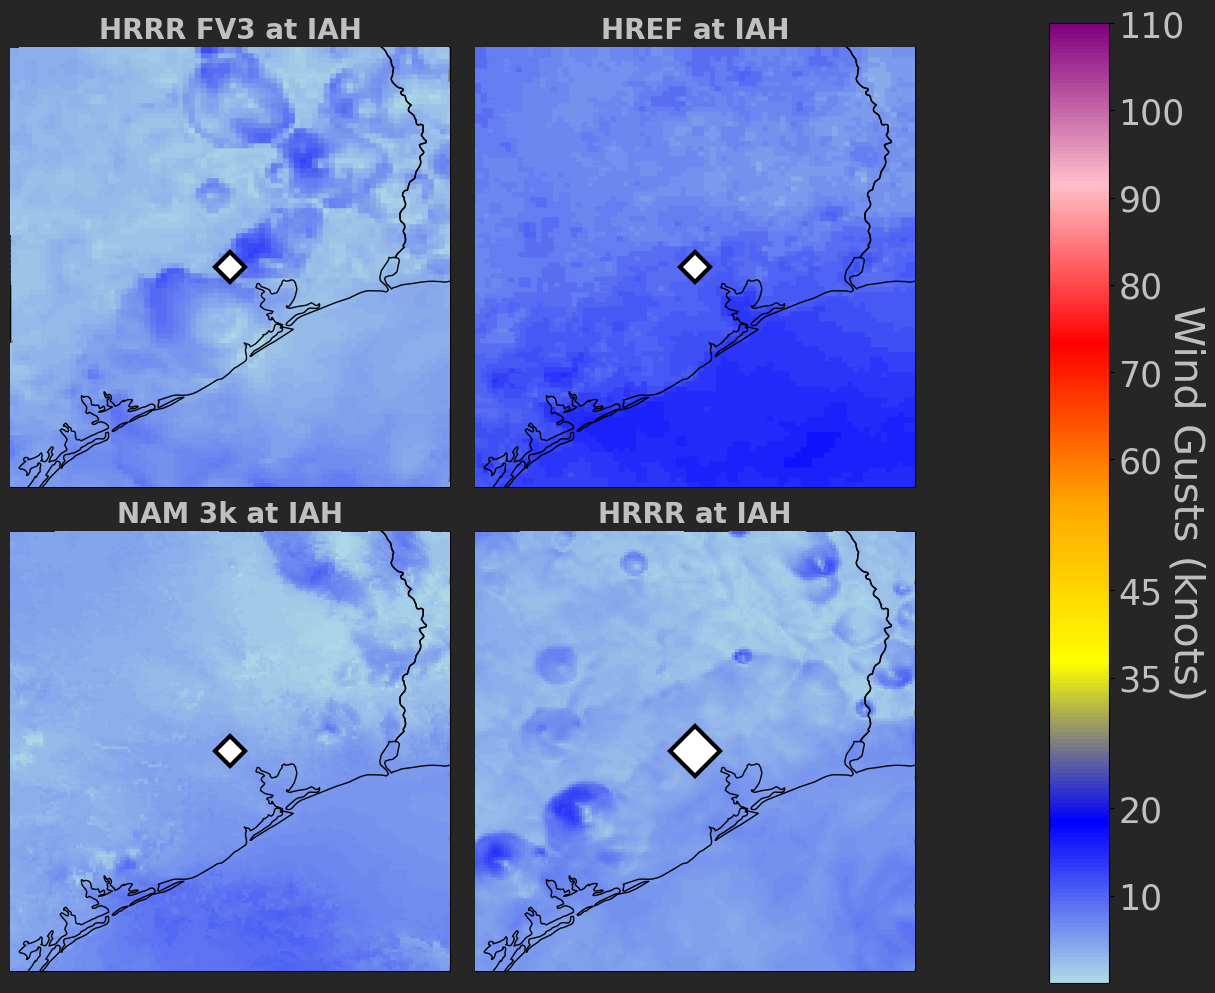 HRRR FV3 at IAH
HREF at IAH
NAM 3k at IAH
HRRR at IAH
110
100
90
80
70
60
45
35
20
10
Wind Gusts (knots)